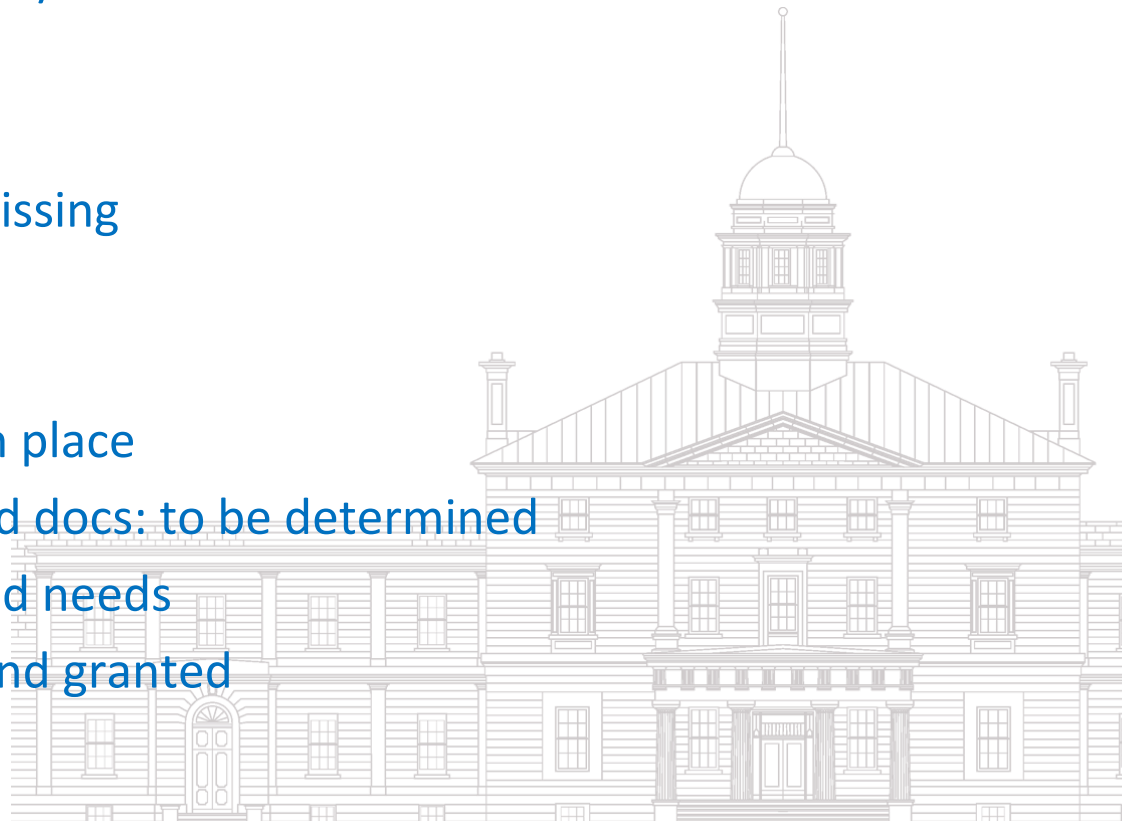 issing
place
d docs: to be determined
d needs
nd granted